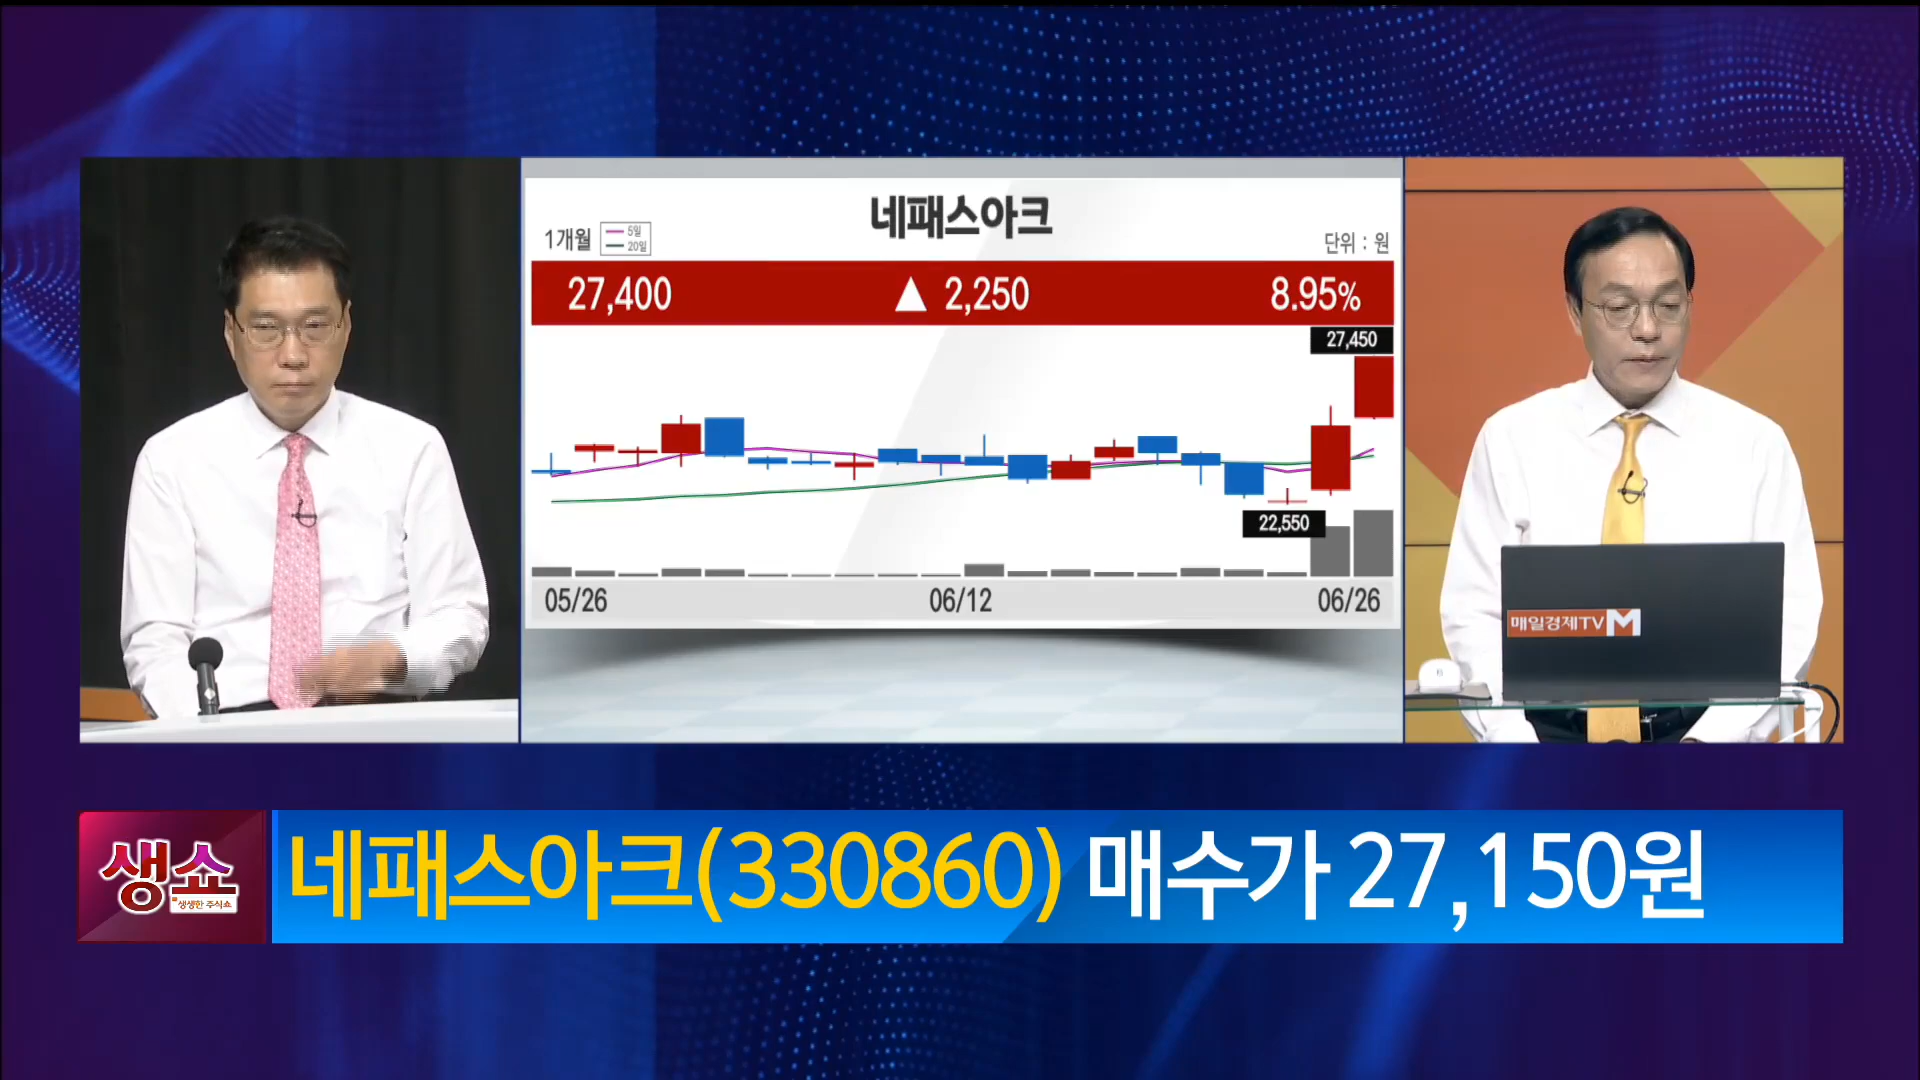 네패스아크
1개월
5일
20일
단위 : 원
27,400 ▲ 2,250 8.95%
27,450
22,550
05/26 06/12 06/26
매일경제TV M
생쇼
생생한 주식쇼
네패스아크(330860) 매수가 27,150원